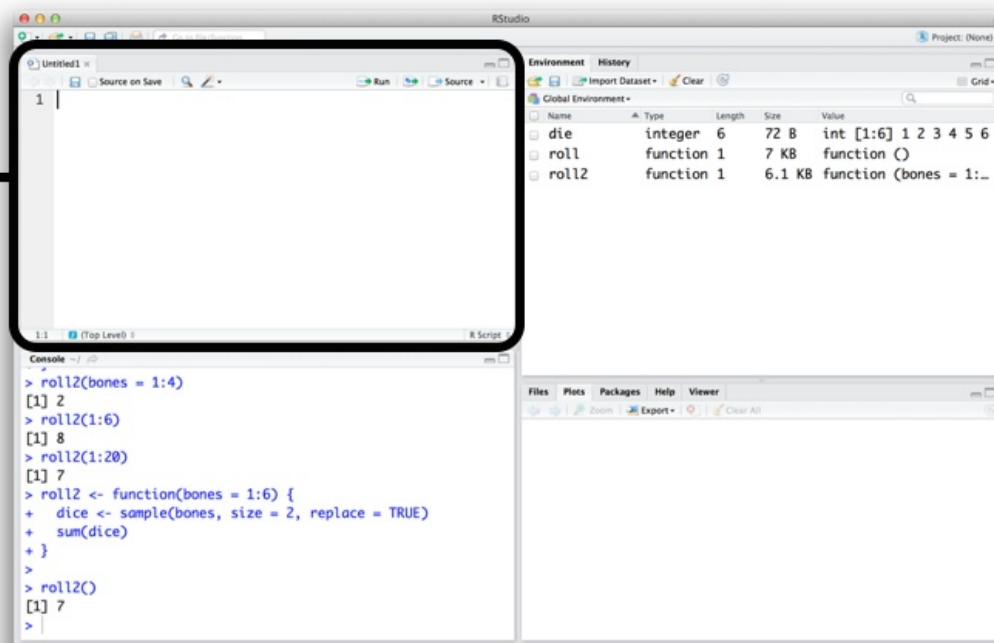 RStudio
Go to file/function
Project: (None)
Untitled1
Source on Save
Run
Source
1
1:1
(Top Level)
R Script
Console ~/
> roll2(bones = 1:4)
[1] 2
> roll2(1:6)
[1] 8
> roll2(1:20)
[1] 7
> roll2 <- function(bones = 1:6) {
+   dice <- sample(bones, size = 2, replace = TRUE)
+   sum(dice)
+ }
>
> roll2()
[1] 7
>
Environment History
Import Dataset Clear
Grid
Global Environment
Name Type Length Size Value
die integer 6 72 B int [1:6] 1 2 3 4 5 6
roll function 1 7 KB function ()
roll2 function 1 6.1 KB function (bones = 1:…
Files Plots Packages Help Viewer
Zoom Export Clear All